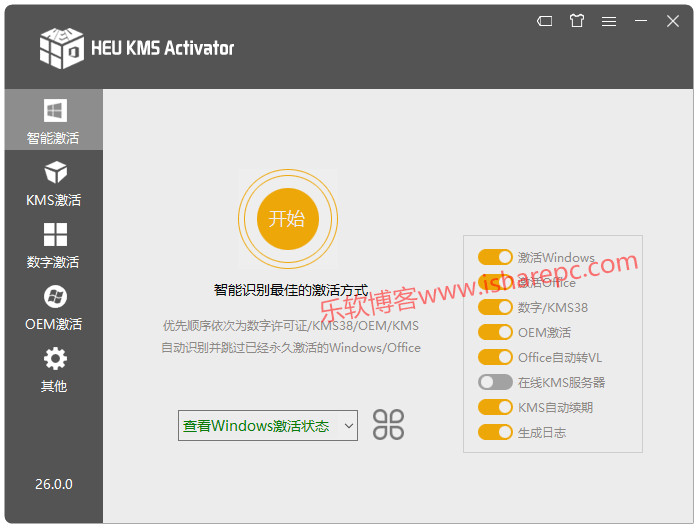 HEU KMS Activator
智能激活
KMS激活
数字激活
OEM激活
其他
26.0.0
开始
智能识别最佳的激活方式
优先顺序依次为数字许可证/KMS38/OEM/KMS
自动识别并跳过已经永久激活的Windows/Office
查看Windows激活状态
激活Windows
激活Office
数字/KMS38
OEM激活
Office自动转VL
在线KMS服务器
KMS自动续期
生成日志
乐软博客www.isharepc.com